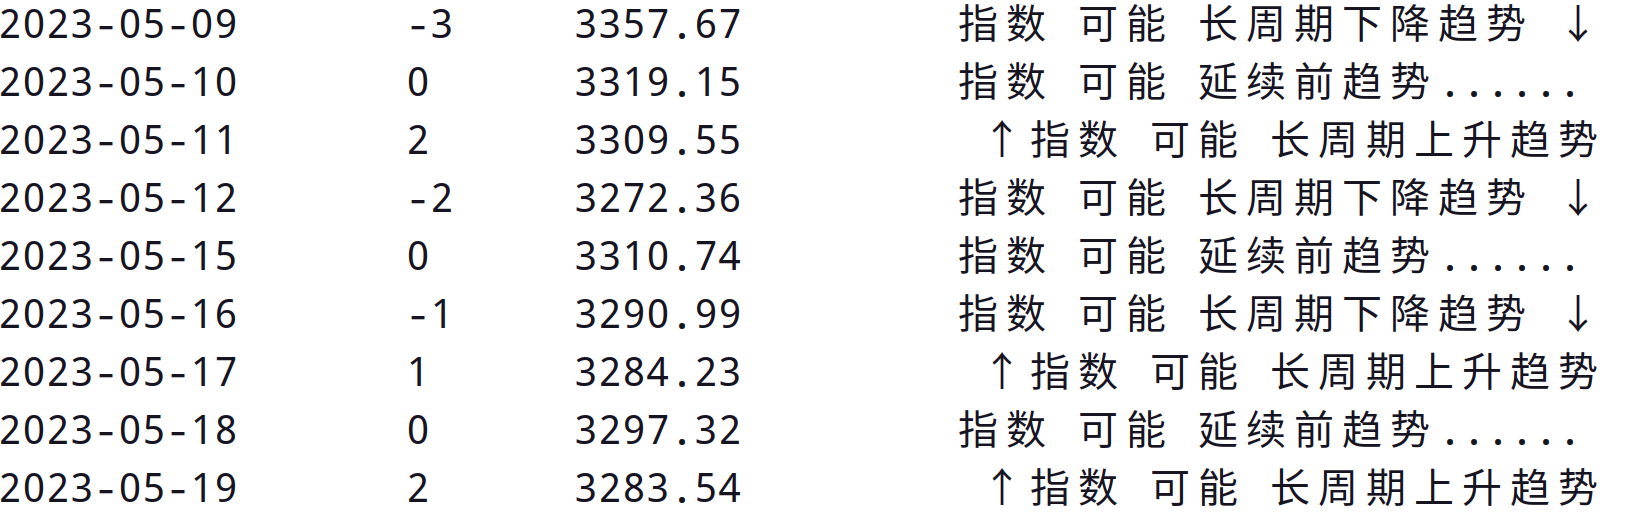 2023-05-09 -3 3357.67 指数 可能 长周期下降趋势 ↓
2023-05-10 0 3319.15 指数 可能 延续前趋势......
2023-05-11 2 3309.55 ↑指数 可能 长周期上升趋势
2023-05-12 -2 3272.36 指数 可能 长周期下降趋势 ↓
2023-05-15 0 3310.74 指数 可能 延续前趋势......
2023-05-16 -1 3290.99 指数 可能 长周期下降趋势 ↓
2023-05-17 1 3284.23 ↑指数 可能 长周期上升趋势
2023-05-18 0 3297.32 指数 可能 延续前趋势......
2023-05-19 2 3283.54 ↑指数 可能 长周期上升趋势